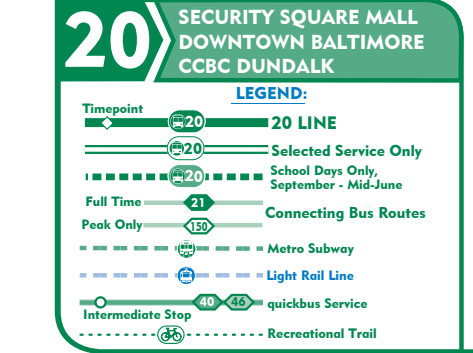 20
SECURITY SQUARE MALL
DOWNTOWN BALTIMORE
CCBC DUNDALK
LEGEND:
Timepoint
20 20 LINE
20 Selected Service Only
20 School Days Only,
September - Mid-June
Full Time 21
Connecting Bus Routes
Peak Only 150
Metro Subway
Light Rail Line
40 46 quickbus Service
Intermediate Stop
Recreational Trail